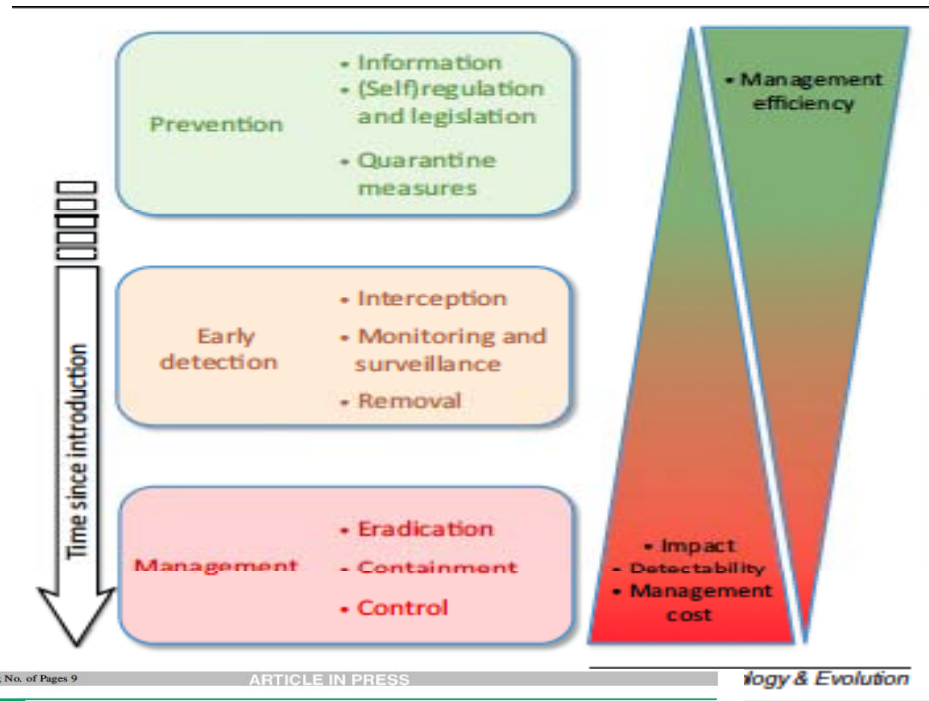 Prevention
• Information
• (Self)regulation
and legislation
• Quarantine
measures
• Management
efficiency
Time since introduction
Early
detection
• Interception
• Monitoring and
surveillance
• Removal
Management
• Eradication
• Containment
• Control
• Impact
• Detectability
• Management
cost
No. of Pages 9
ARTICLE IN PRESS
logy & Evolution